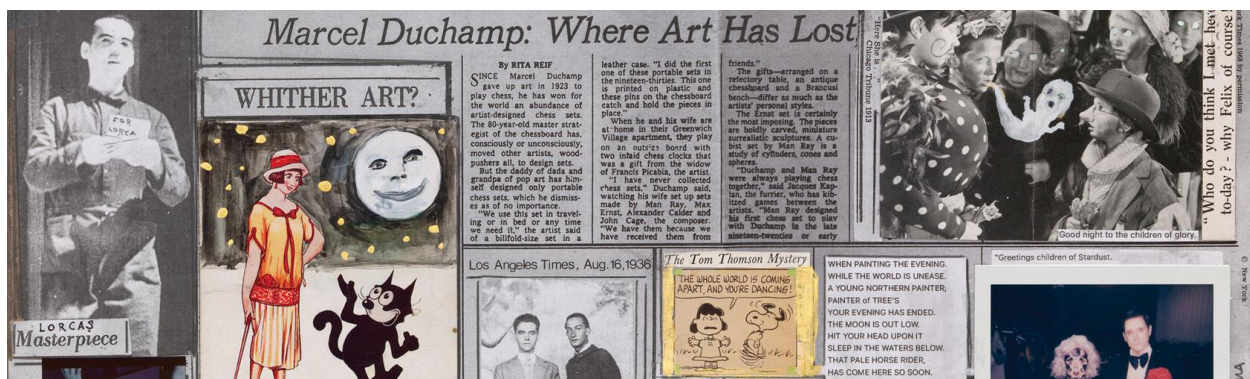 FOR
LORCA
LORCAS
Masterpiece
Marcel Duchamp: Where Art Has Lost,
WHITHER ART?
By RITA REIF
SINCE Marcel Duchamp
gave up art in 1923 to
play chess, he has won for
the world an abundance of
artist-designed chess sets.
The 80-year-old master strat-
egist of the chessboard has,
consciously or unconsciously,
moved other artists, wood-
pushers all, to design sets.
But the daddy of dada and
grandpa of pop art has him-
self designed only portable
chess sets, which he dismiss-
es as of no importance.
"We use this set in travel-
ing or in bed or any time
we need it," the artist said
of a billfold-size set in a
leather case. "I did the first
one of these portable sets in
the nineteen-thirties. This one
is printed on plastic and
these pins on the chessboard
catch and hold the pieces in
place."
When he and his wife are
at home in their Greenwich
Village apartment, they play
on an outsize board with
two inlaid chess clocks that
was a gift from the widow
of Francis Picabia, the artist.
"I have never collected
chess sets," Duchamp said,
watching his wife set up sets
made by Man Ray, Max
Ernst, Alexander Calder and
John Cage, the composer.
"We have them because we
have received them from
friends."
The gifts—arranged on a
refectory table, an antique
chessboard and a Brancusi
bench—differ as much as the
artists' personal styles.
The Ernst set is certainly
the most imposing. The pieces
are boldly carved, miniature
surrealistic sculptures. A cu-
bist set by Man Ray is a
study of cylinders, cones and
spheres.
"Duchamp and Man Ray
were always playing chess
together," said Jacques Kap-
lan, the furrier, who has kib-
itzed games between the
artists. "Man Ray designed
his first chess set to play
with Duchamp in the late
nineteen-twenties or early
"Here She is
Chicago Tribune 1913
Good night to the children of glory.
"Who do you think I met here
to-day? - why Felix of course!
York Times 1968 by permission
© New York
Los Angeles Times, Aug.16,1936
The Tom Thomson Mystery
THE WHOLE WORLD IS COMING
APART, AND YOU'RE DANCING!
WHEN PAINTING THE EVENING.
WHILE THE WORLD IS UNEASE.
A YOUNG NORTHERN PAINTER,
PAINTER of TREE'S
YOUR EVENING HAS ENDED.
THE MOON IS OUT LOW.
HIT YOUR HEAD UPON IT
SLEEP IN THE WATERS BELOW.
THAT PALE HORSE RIDER,
HAS COME HERE SO SOON.
"Greetings children of Stardust.